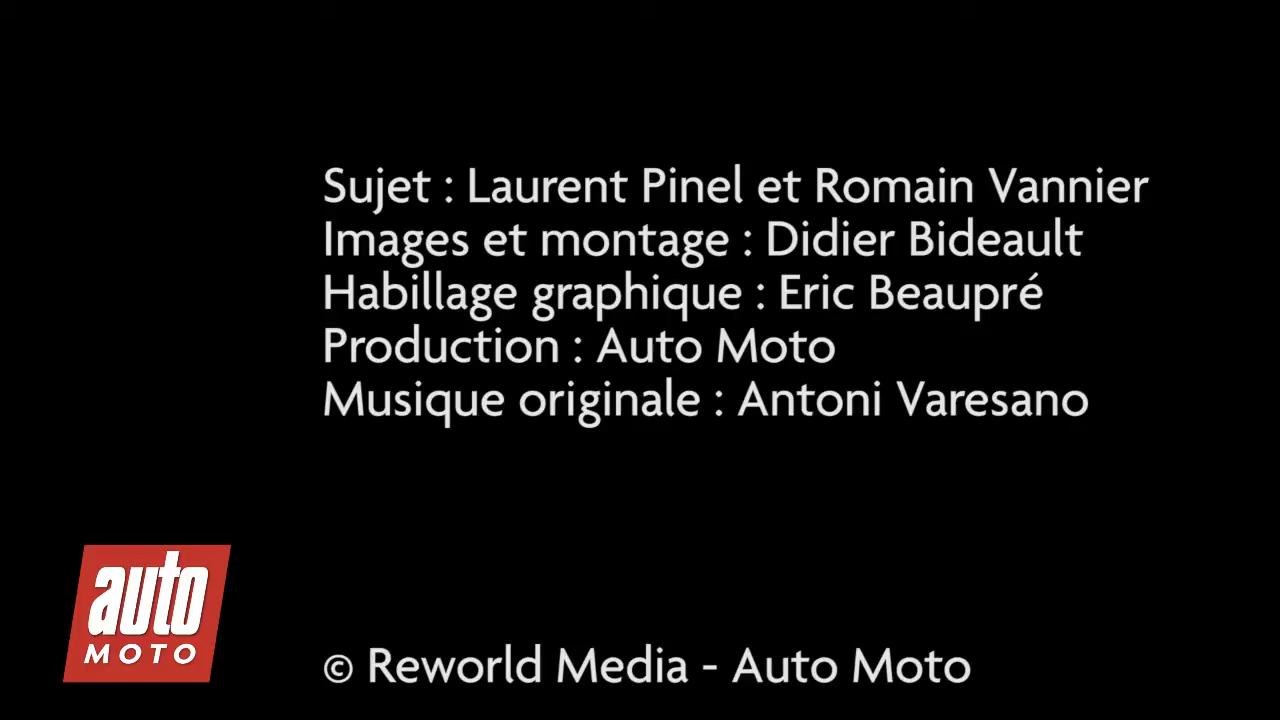 Sujet : Laurent Pinel et Romain Vannier
Images et montage : Didier Bideault
Habillage graphique : Eric Beaupré
Production : Auto Moto
Musique originale : Antoni Varesano
auto
MOTO
© Reworld Media - Auto Moto